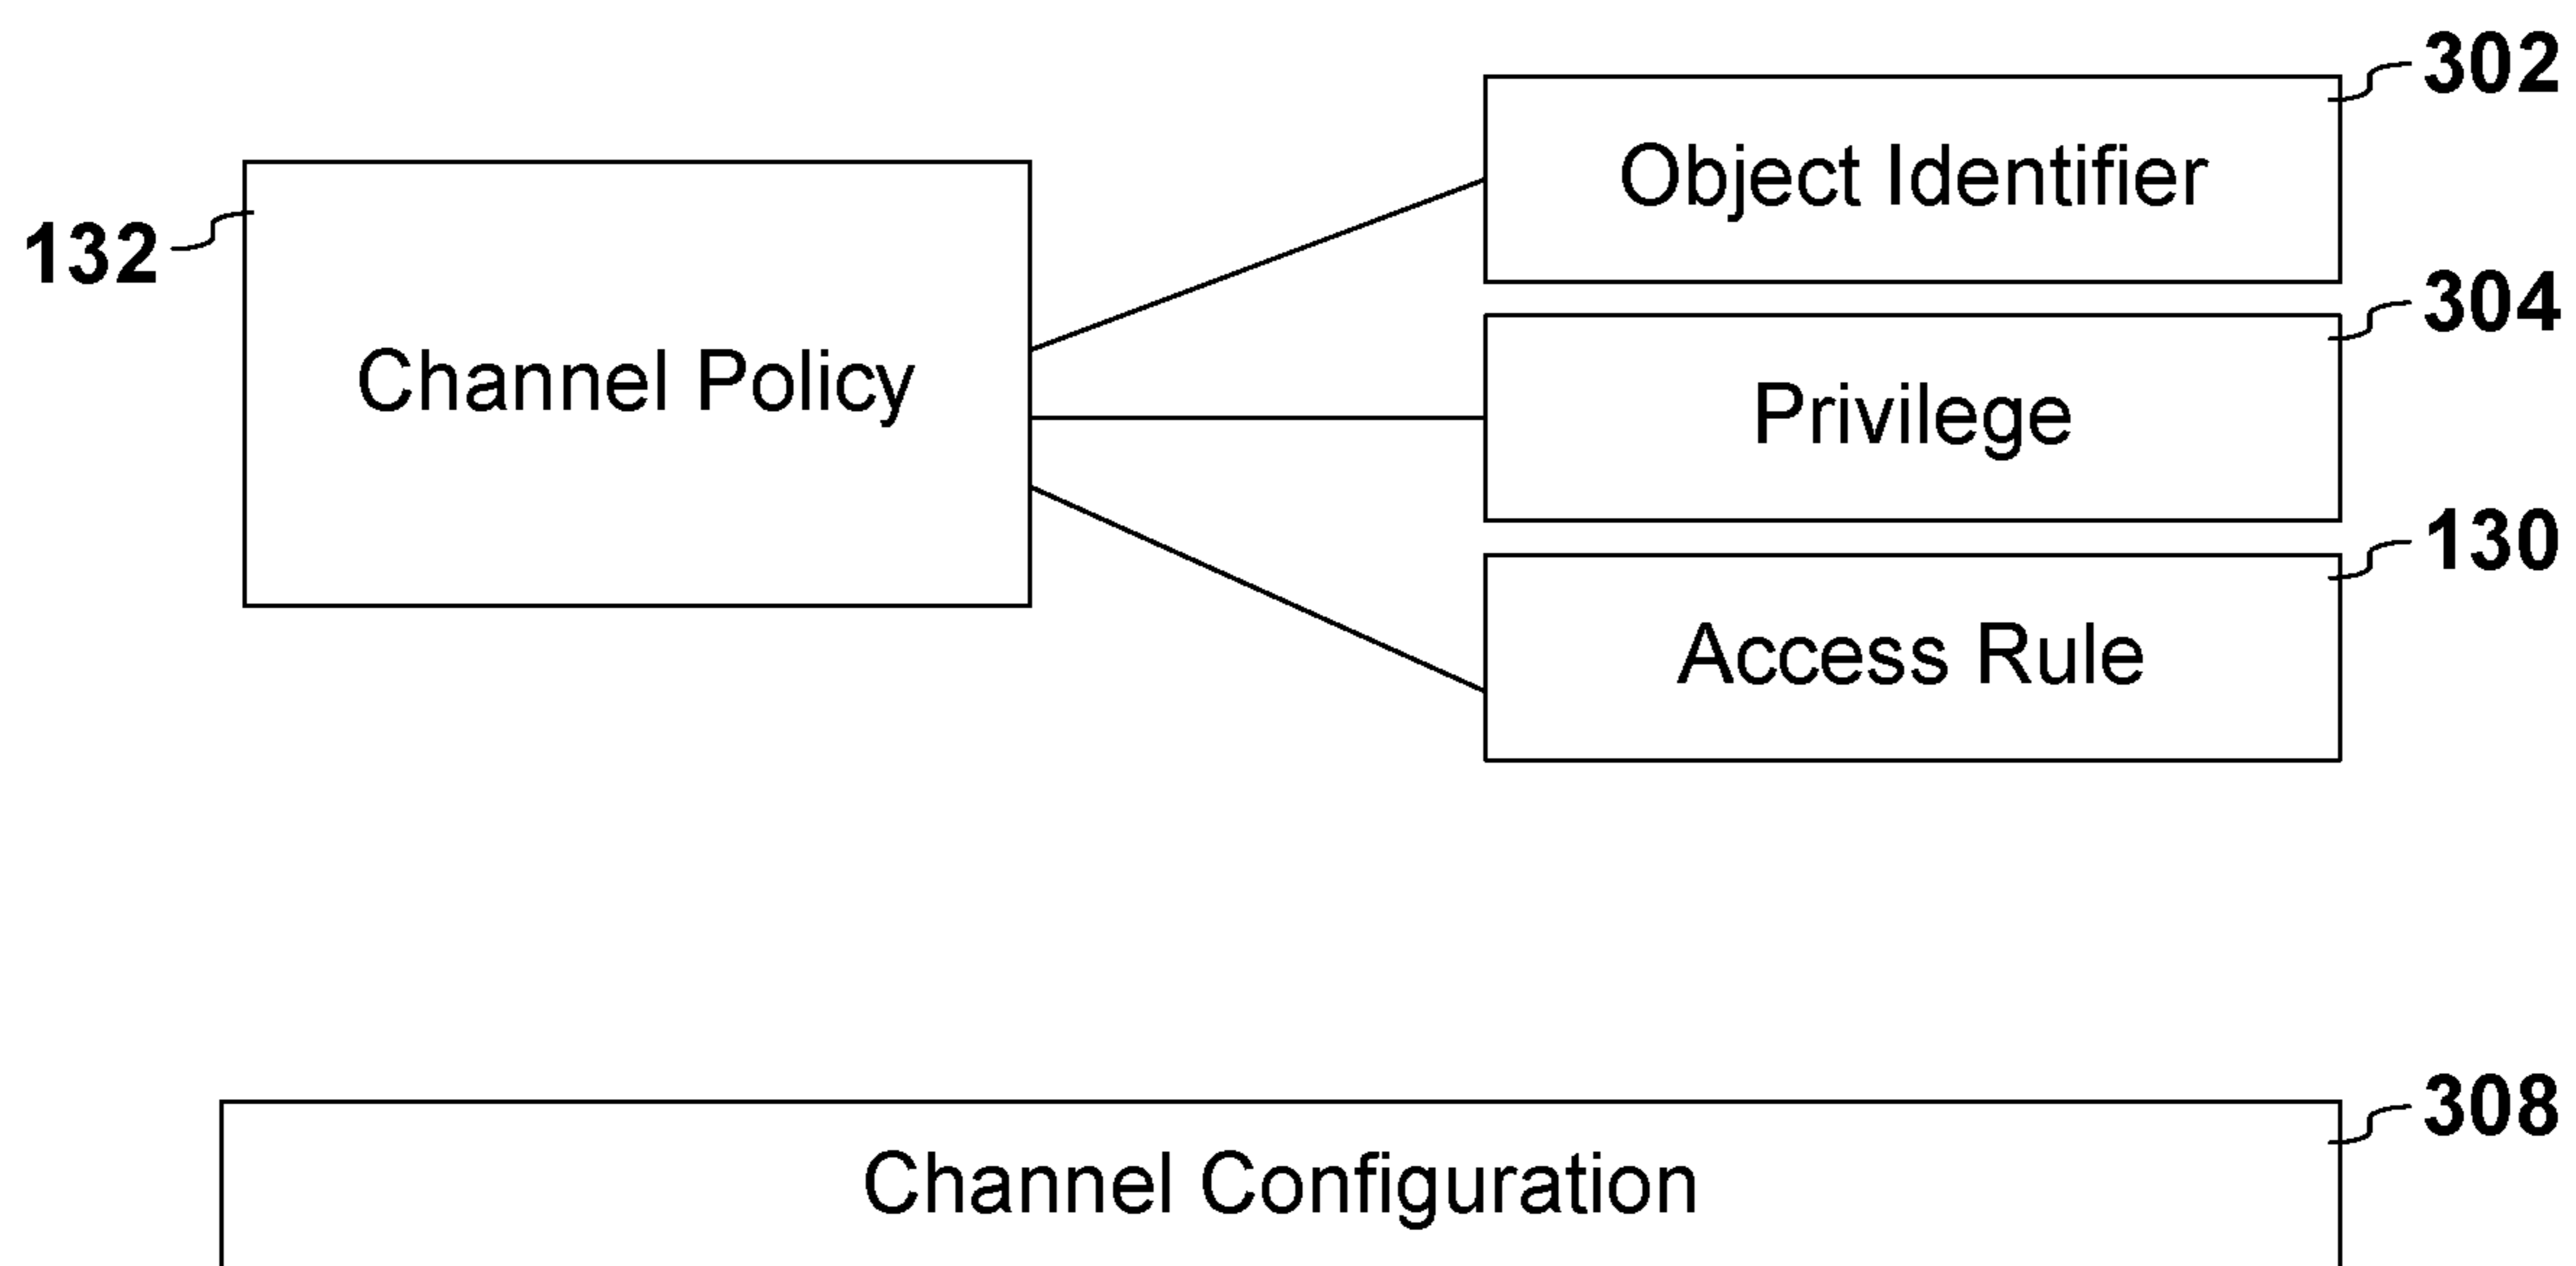 302
Object Identifier
132
Channel Policy
304
Privilege
130
Access Rule
308
Channel Configuration